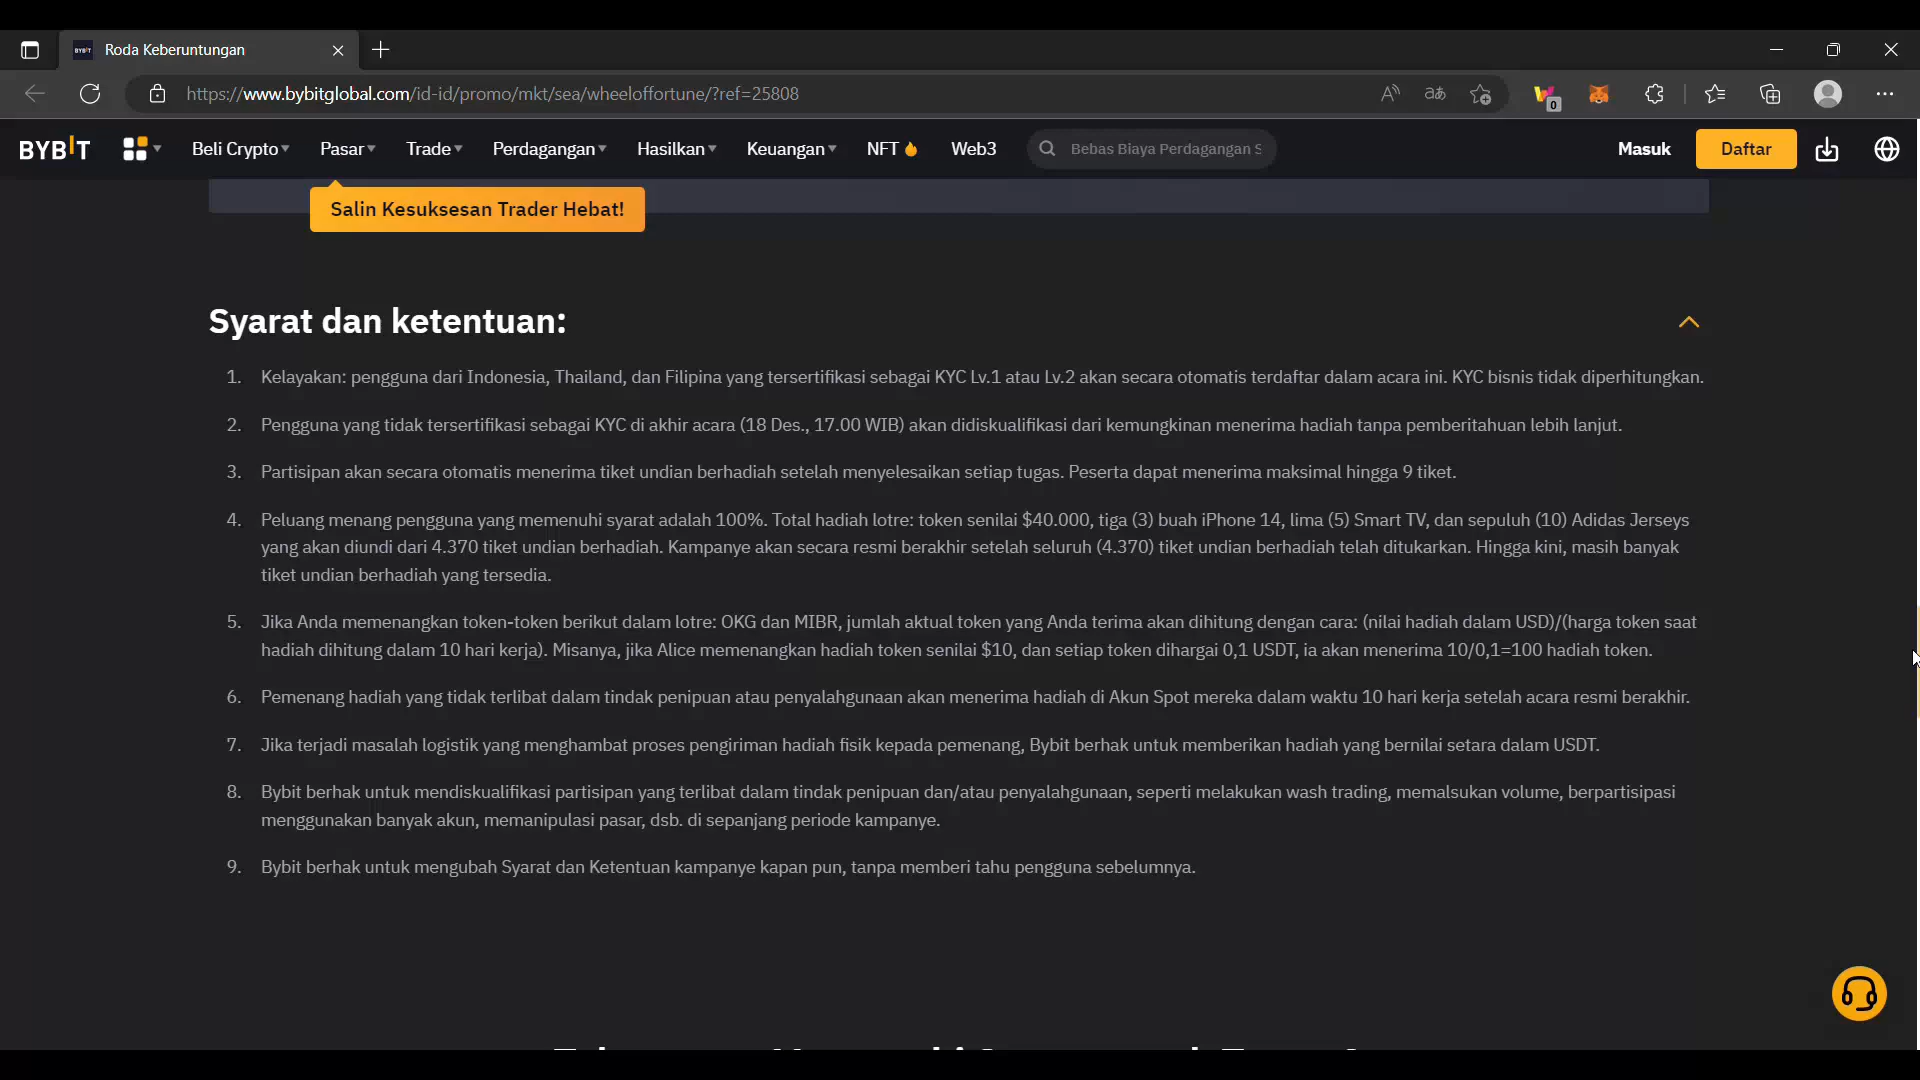 Roda Keberuntungan
https://www.bybitglobal.com/id-id/promo/mkt/sea/wheeloffortune/?ref=25808
BYBIT Beli Crypto Pasar Trade Perdagangan Hasilkan Keuangan NFT Web3 Bebas Biaya Perdagangan S Masuk Daftar
Salin Kesuksesan Trader Hebat!
Syarat dan ketentuan:
1. Kelayakan: pengguna dari Indonesia, Thailand, dan Filipina yang tersertifikasi sebagai KYC Lv.1 atau Lv.2 akan secara otomatis terdaftar dalam acara ini. KYC bisnis tidak diperhitungkan.
2. Pengguna yang tidak tersertifikasi sebagai KYC di akhir acara (18 Des., 17.00 WIB) akan didiskualifikasi dari kemungkinan menerima hadiah tanpa pemberitahuan lebih lanjut.
3. Partisipan akan secara otomatis menerima tiket undian berhadiah setelah menyelesaikan setiap tugas. Peserta dapat menerima maksimal hingga 9 tiket.
4. Peluang menang pengguna yang memenuhi syarat adalah 100%. Total hadiah lotre: token senilai $40.000, tiga (3) buah iPhone 14, lima (5) Smart TV, dan sepuluh (10) Adidas Jerseys
yang akan diundi dari 4.370 tiket undian berhadiah. Kampanye akan secara resmi berakhir setelah seluruh (4.370) tiket undian berhadiah telah ditukarkan. Hingga kini, masih banyak
tiket undian berhadiah yang tersedia.
5. Jika Anda memenangkan token-token berikut dalam lotre: OKG dan MIBR, jumlah aktual token yang Anda terima akan dihitung dengan cara: (nilai hadiah dalam USD)/(harga token saat
hadiah dihitung dalam 10 hari kerja). Misanya, jika Alice memenangkan hadiah token senilai $10, dan setiap token dihargai 0,1 USDT, ia akan menerima 10/0,1=100 hadiah token.
6. Pemenang hadiah yang tidak terlibat dalam tindak penipuan atau penyalahgunaan akan menerima hadiah di Akun Spot mereka dalam waktu 10 hari kerja setelah acara resmi berakhir.
7. Jika terjadi masalah logistik yang menghambat proses pengiriman hadiah fisik kepada pemenang, Bybit berhak untuk memberikan hadiah yang bernilai setara dalam USDT.
8. Bybit berhak untuk mendiskualifikasi partisipan yang terlibat dalam tindak penipuan dan/atau penyalahgunaan, seperti melakukan wash trading, memalsukan volume, berpartisipasi
menggunakan banyak akun, memanipulasi pasar, dsb. di sepanjang periode kampanye.
9. Bybit berhak untuk mengubah Syarat dan Ketentuan kampanye kapan pun, tanpa memberi tahu pengguna sebelumnya.